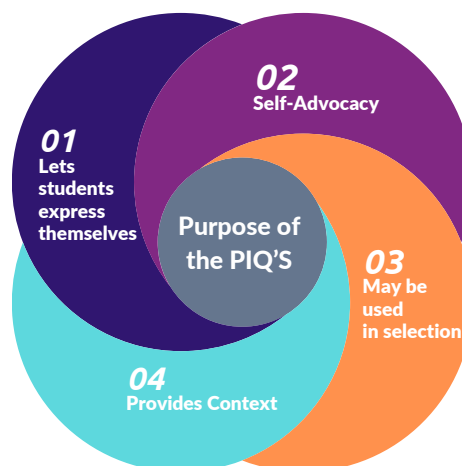 01
Lets
students
express
themselves
02
Self-Advocacy
Purpose of
the PIQ'S
03
May be
used
in selection
04
Provides Context